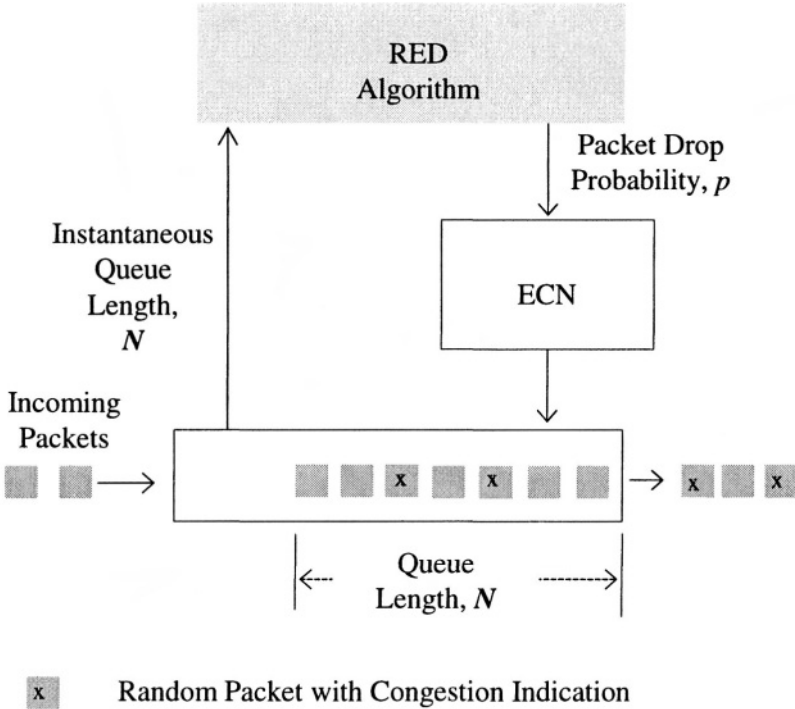 RED
Algorithm
Packet Drop
Probability, p
Instantaneous
Queue
Length,
N
ECN
Incoming
Packets
x
x
x
x
Queue
Length, N
x
Random Packet with Congestion Indication